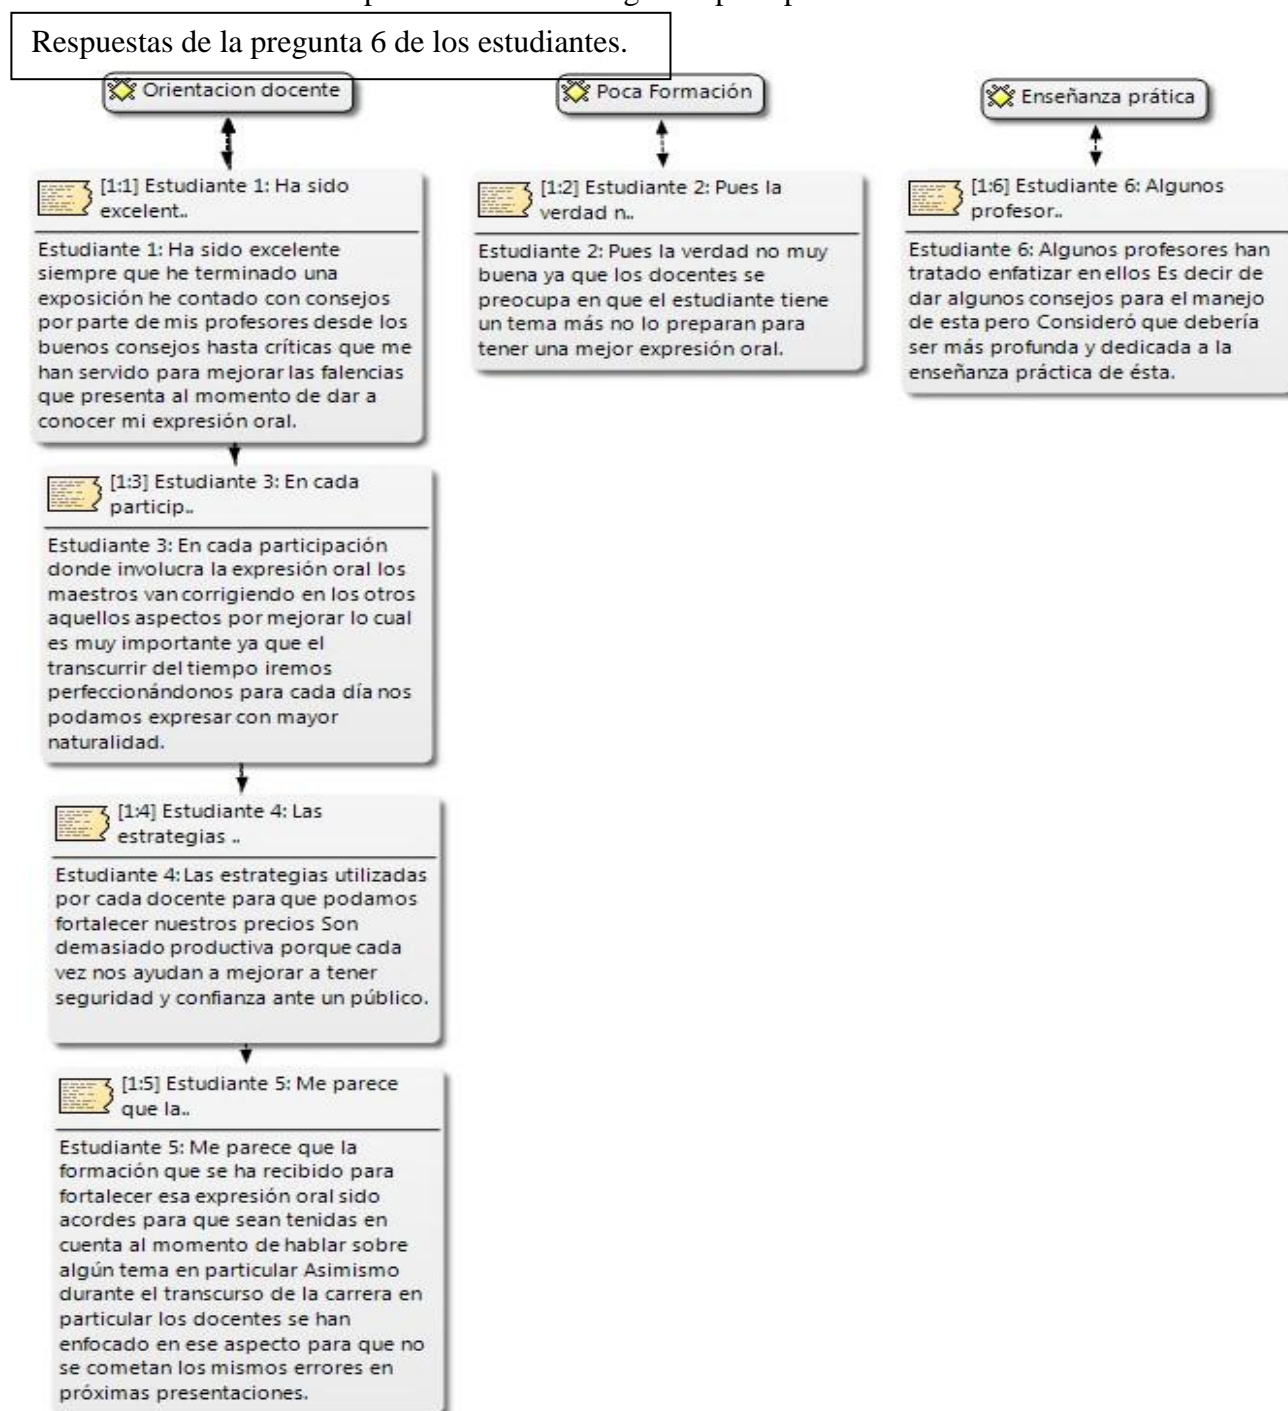 Respuestas de la pregunta 6 de los estudiantes.
Orientacion docente
[1:1] Estudiante 1: Ha sido
excelent..
Estudiante 1: Ha sido excelente
siempre que he terminado una
exposición he contado con consejos
por parte de mis profesores desde los
buenos consejos hasta críticas que me
han servido para mejorar las falencias
que presenta al momento de dar a
conocer mi expresión oral.
[1:3] Estudiante 3: En cada
particip..
Estudiante 3: En cada participación
donde involucra la expresión oral los
maestros van corrigiendo en los otros
aquellos aspectos por mejorar lo cual
es muy importante ya que el
transcurrir del tiempo iremos
perfeccionándonos para cada día nos
podamos expresar con mayor
naturalidad.
[1:4] Estudiante 4: Las
estrategias ..
Estudiante 4: Las estrategias utilizadas
por cada docente para que podamos
fortalecer nuestros precios Son
demasiado productiva porque cada
vez nos ayudan a mejorar a tener
seguridad y confianza ante un público.
[1:5] Estudiante 5: Me parece
que la..
Estudiante 5: Me parece que la
formación que se ha recibido para
fortalecer esa expresión oral sido
acordes para que sean tenidas en
cuenta al momento de hablar sobre
algún tema en particular Asimismo
durante el transcurso de la carrera en
particular los docentes se han
enfocado en ese aspecto para que no
se cometan los mismos errores en
próximas presentaciones.
Poca Formación
[1:2] Estudiante 2: Pues la
verdad n..
Estudiante 2: Pues la verdad no muy
buena ya que los docentes se
preocupa en que el estudiante tiene
un tema más no lo preparan para
tener una mejor expresión oral.
Enseñanza prática
[1:6] Estudiante 6: Algunos
profesor..
Estudiante 6: Algunos profesores han
tratado enfatizar en ellos Es decir de
dar algunos consejos para el manejo
de esta pero Consideró que debería
ser más profunda y dedicada a la
enseñanza práctica de ésta.